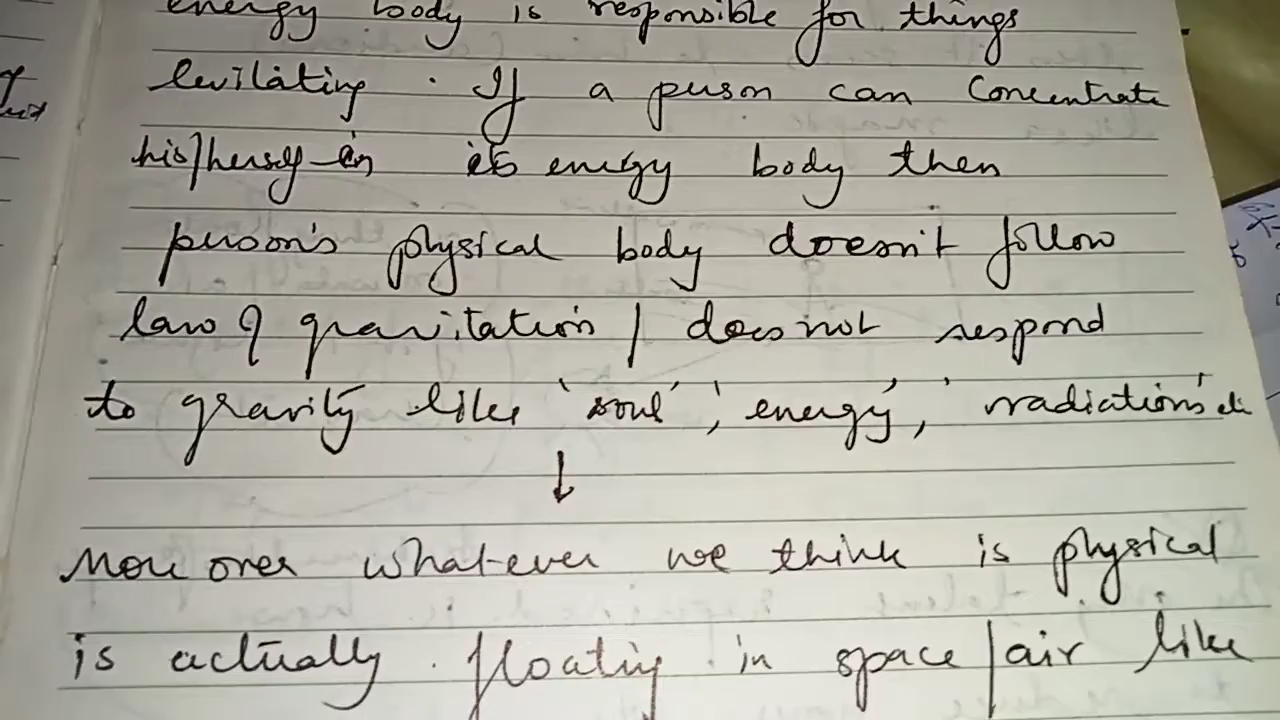 energy body is responsible for things
levitating. If a person can Concentrate
his/herself in its energy body then
person's physical body doesn't follow
law of gravitation / does not respond
to gravity like 'soul', 'energy', 'radiations'
↓
More over whatever we think is physical
is actually floating in space/air like